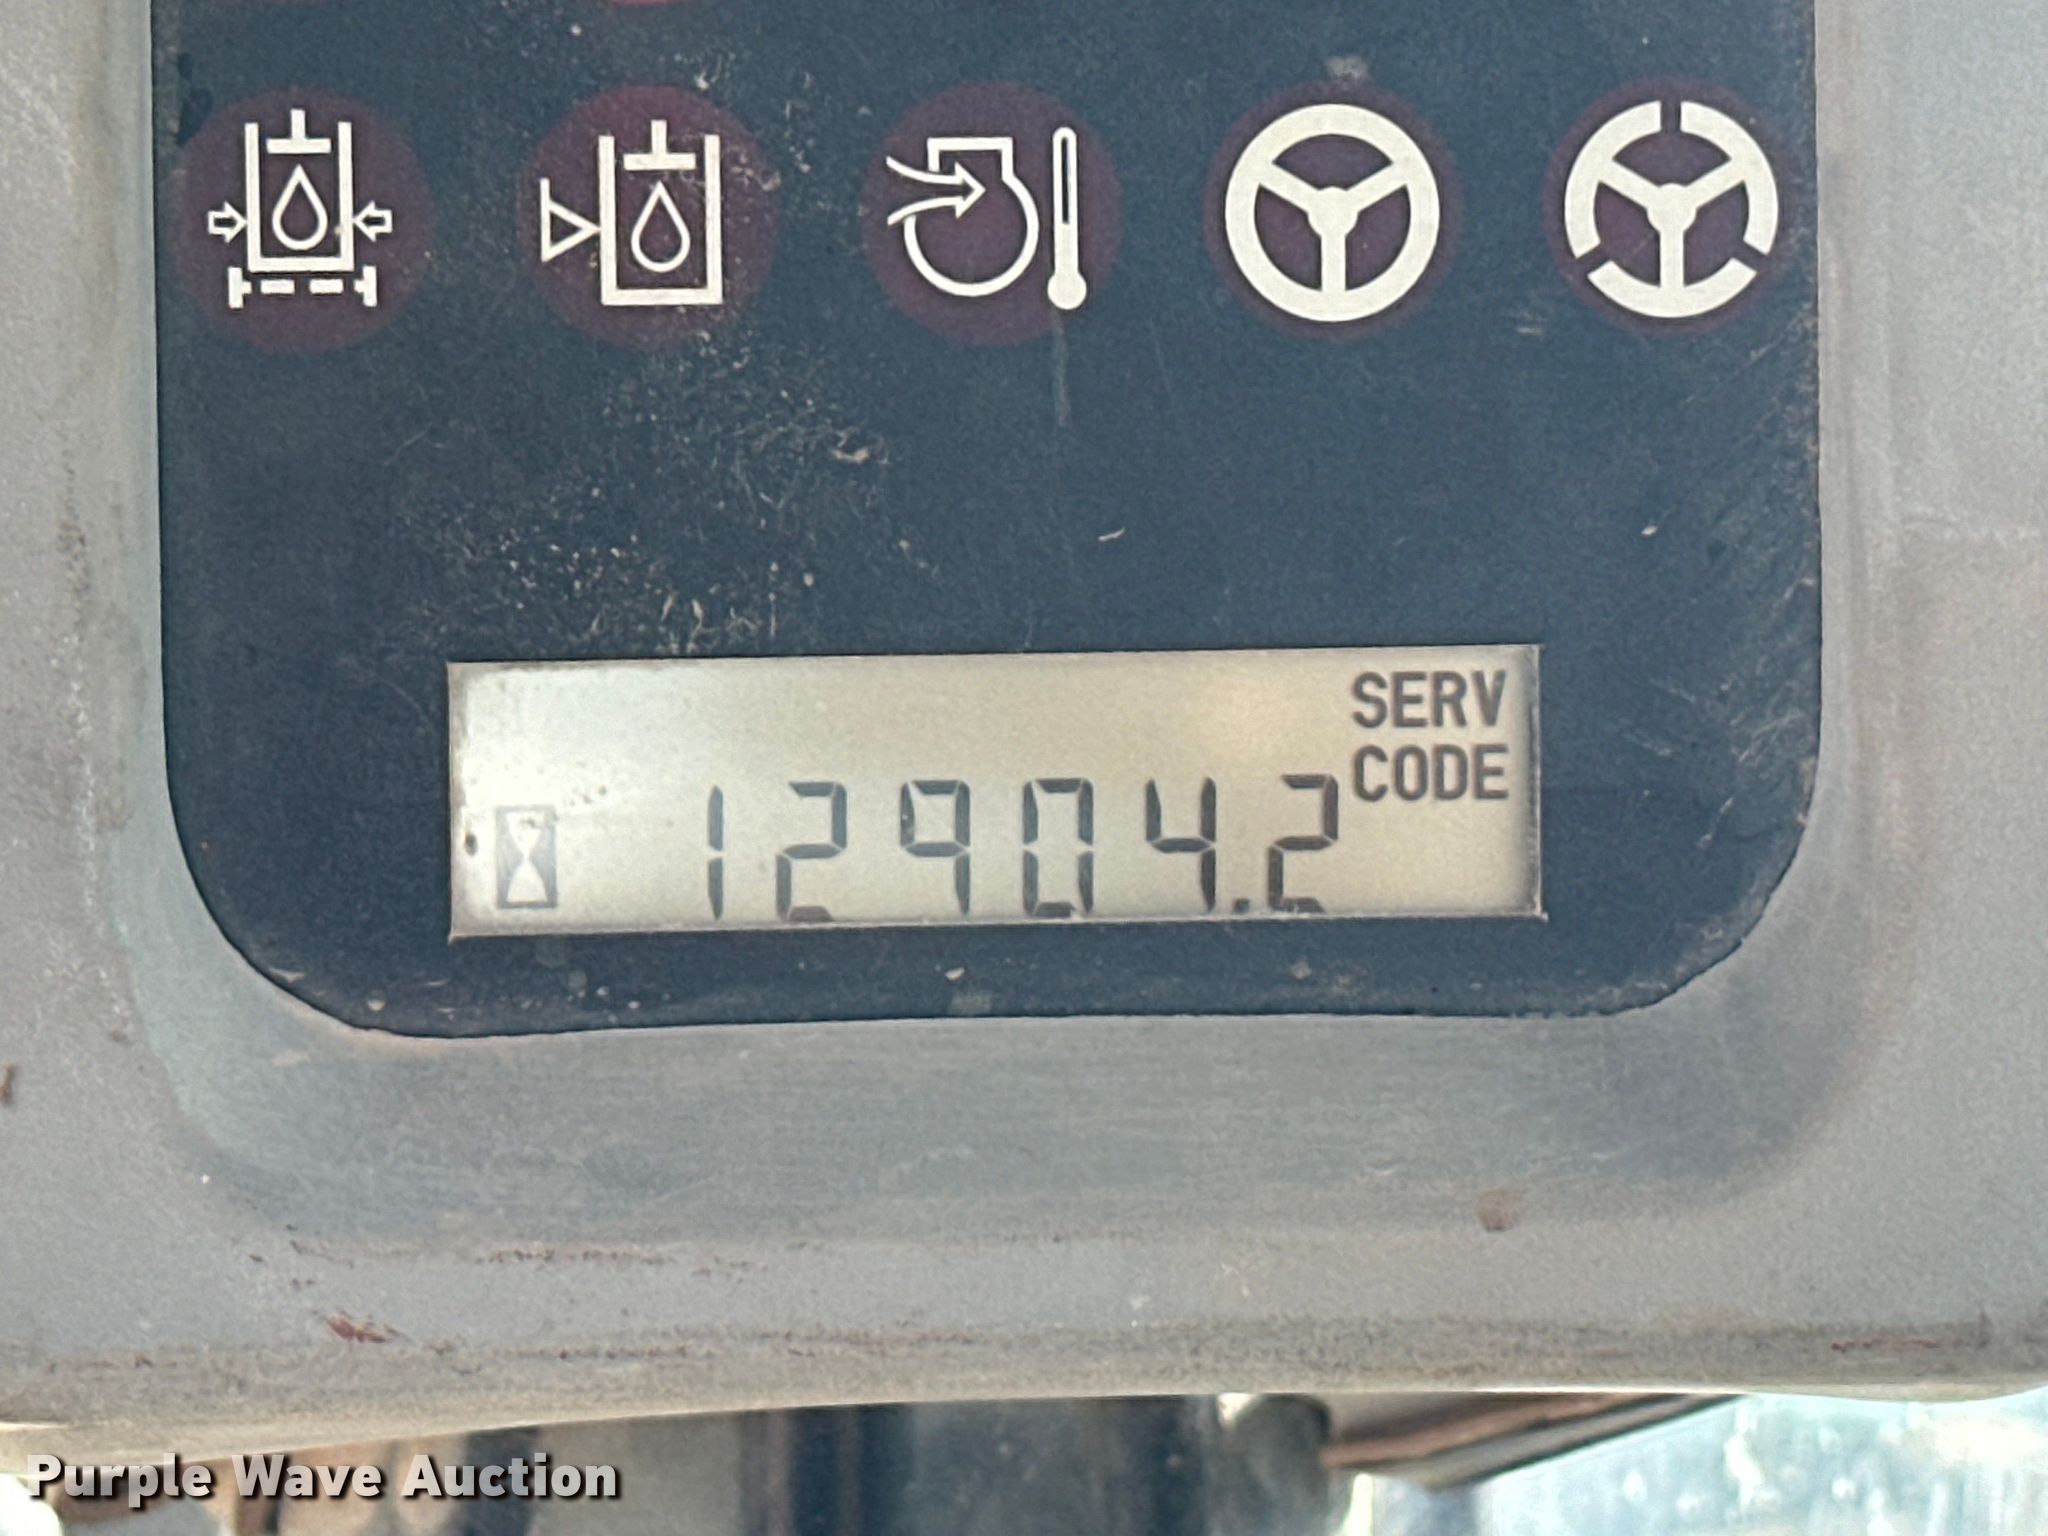 SERV
CODE
12904.2
Purple Wave Auction